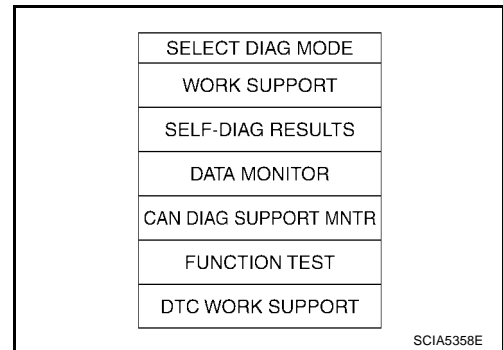 SELECT DIAG MODE
WORK SUPPORT
SELF-DIAG RESULTS
DATA MONITOR
CAN DIAG SUPPORT MNTR
FUNCTION TEST
DTC WORK SUPPORT
SCIA5358E